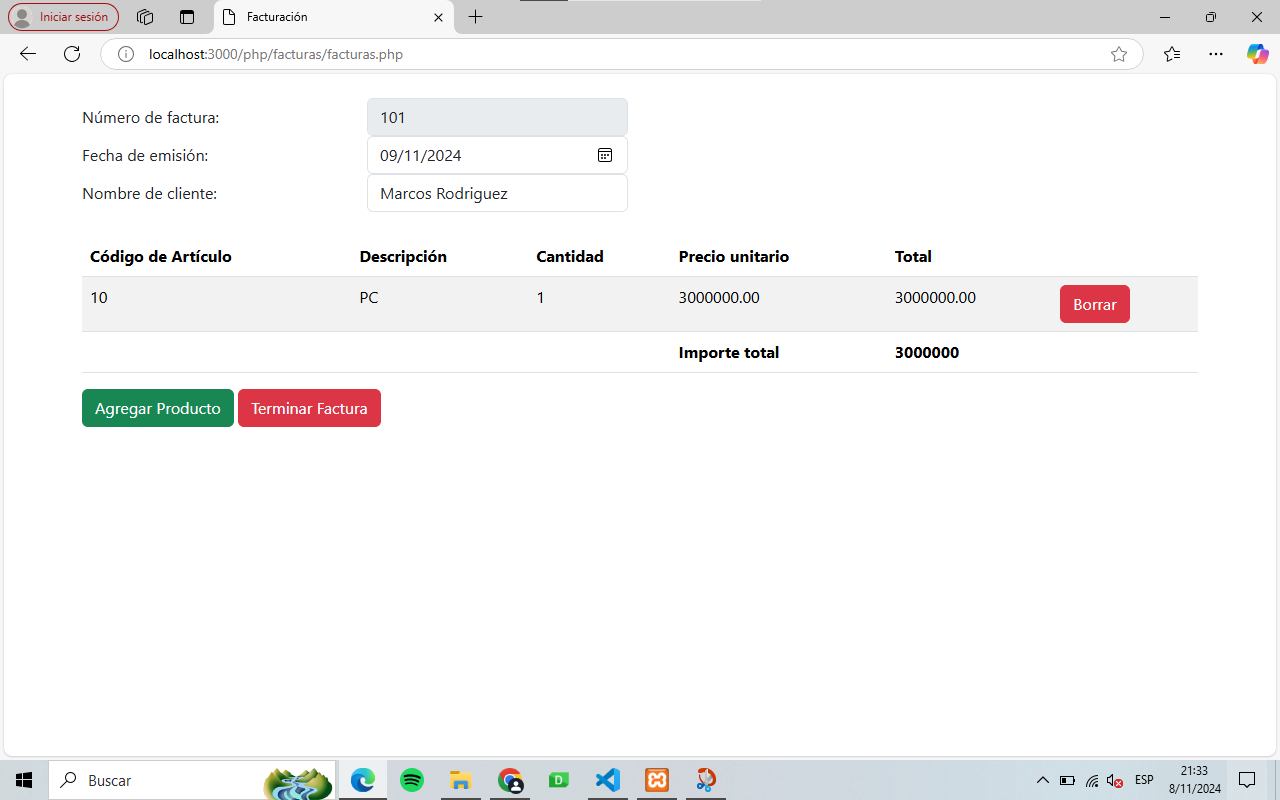 Iniciar sesión
Facturación
localhost:3000/php/facturas/facturas.php
Número de factura: 101
Fecha de emisión: 09/11/2024
Nombre de cliente: Marcos Rodriguez
Código de Artículo Descripción Cantidad Precio unitario Total
10 PC 1 3000000.00 3000000.00 Borrar
Importe total 3000000
Agregar Producto Terminar Factura
Buscar
D
ESP
21:33
8/11/2024